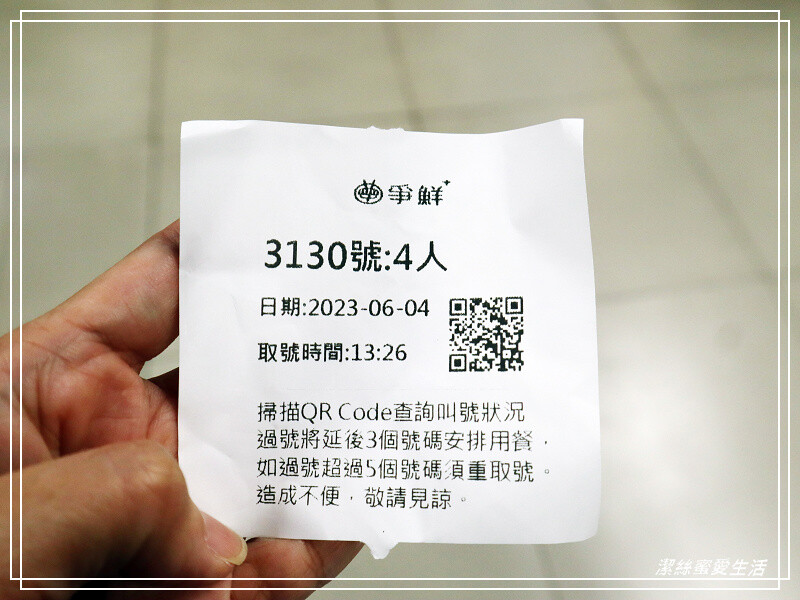 3130號:4人
日期:2023-06-04
取號時間:13:26
掃描QR Code查詢叫號狀況
過號將延後3個號碼安排用餐，
如過號超過5個號碼須重取號。
造成不便，敬請見諒。
潔絲蜜愛生活